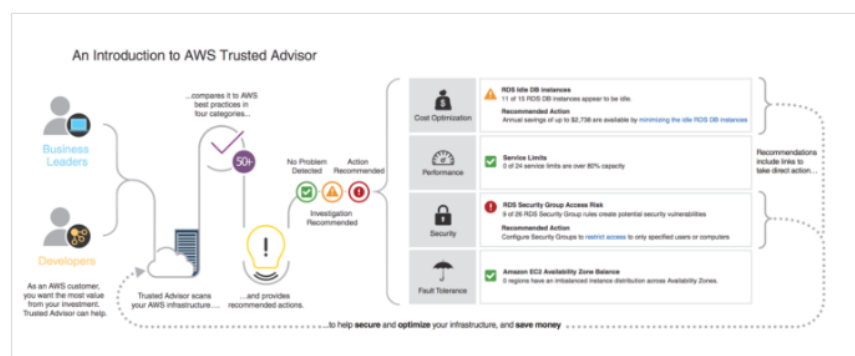 An Introduction to AWS Trusted Advisor
Business
Leaders
Developers
As an AWS customer,
you want the most value
from your investment.
Trusted Advisor can help.
Trusted Advisor scans
your AWS infrastructure....
...compares it to AWS
best practices in
four categories...
50+
...and provides
recommended actions.
No Problem
Detected
Action
Recommended
Investigation
Recommended
Cost Optimization
RDS Idle DB Instances
11 of 15 RDS DB instances appear to be idle.
Recommended Action
Annual savings of up to $2,738 are available by minimizing the idle RDS DB instances
Performance
Service Limits
0 of 24 service limits are over 80% capacity
Security
RDS Security Group Access Risk
9 of 26 RDS Security Group rules create potential security vulnerabilities
Recommended Action
Configure Security Groups to restrict access to only specified users or computers
Fault Tolerance
Amazon EC2 Availability Zone Balance
0 regions have an imbalanced instance distribution across Availability Zones.
Recommendations
include links to
take direct action...
...to help secure and optimize your infrastructure, and save money